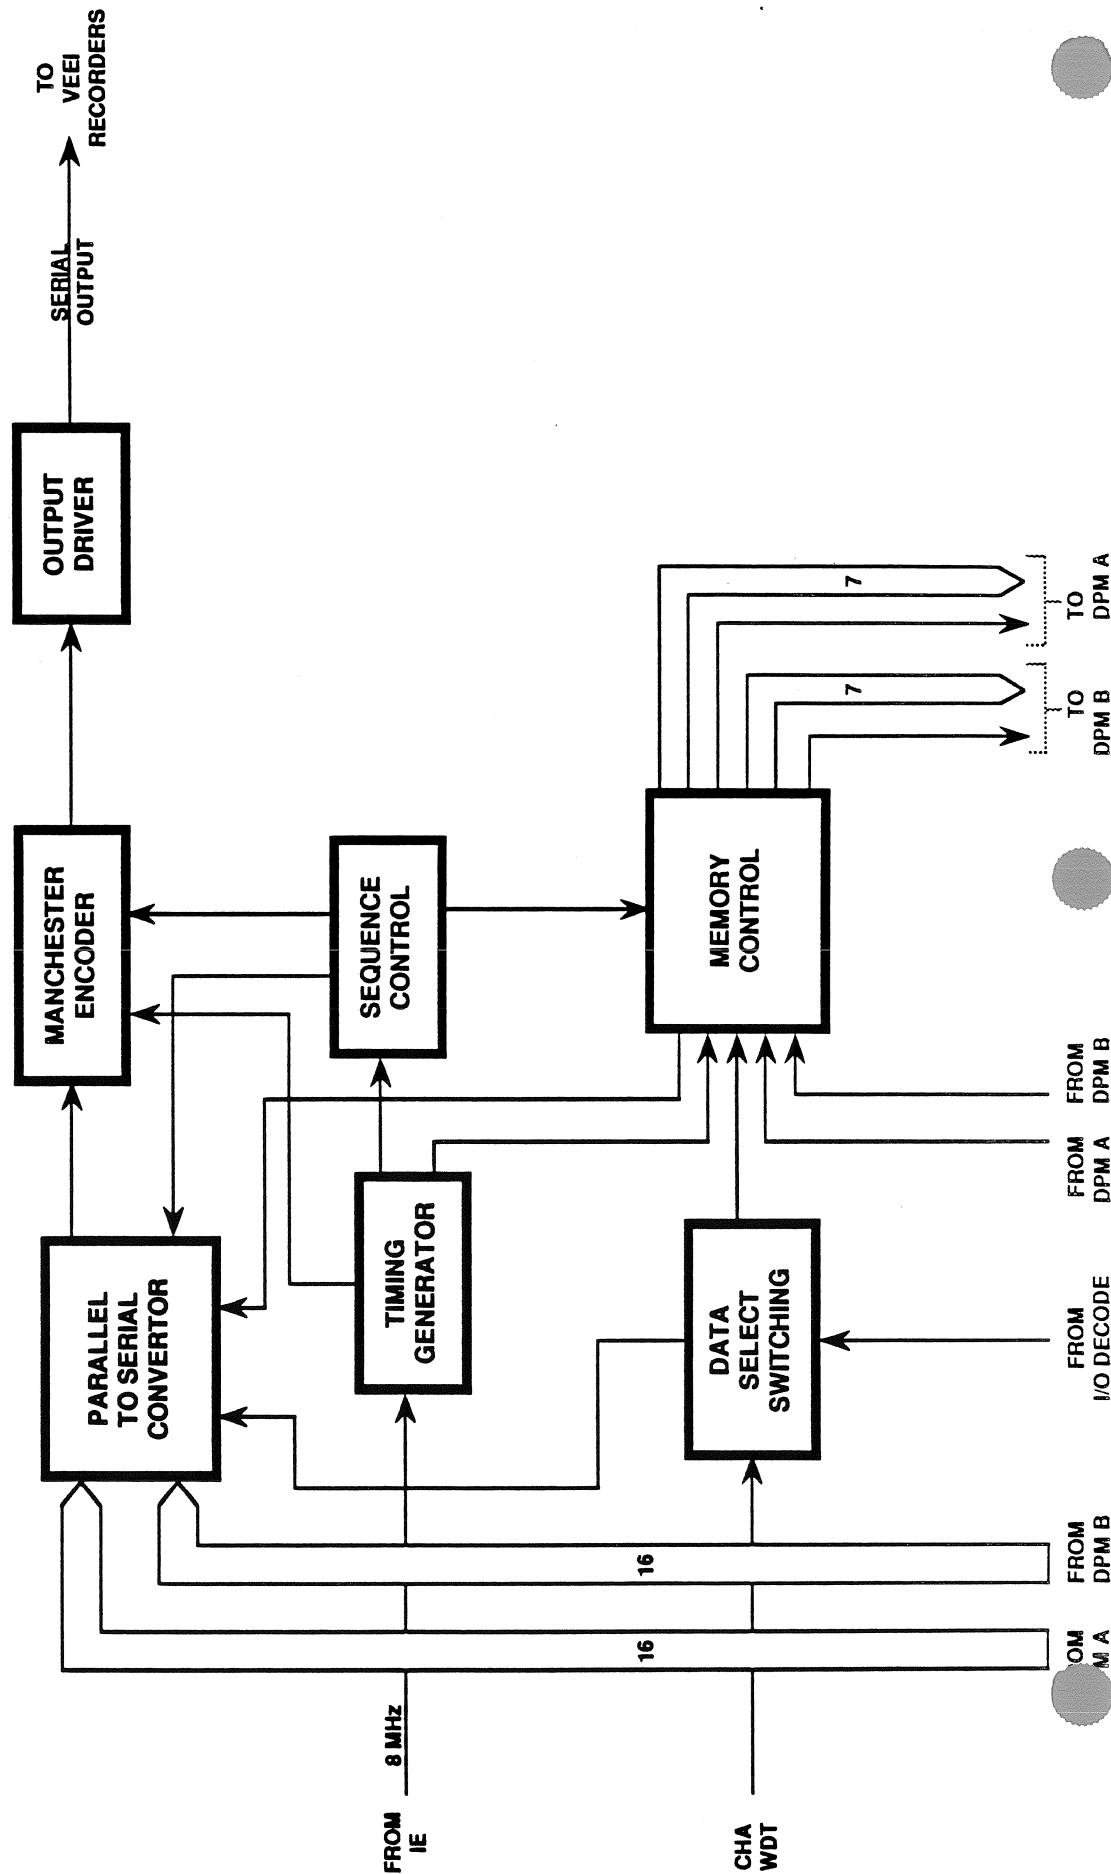 TO
VEEI
RECORDERS
SERIAL
OUTPUT
OUTPUT
DRIVER
MANCHESTER
ENCODER
PARALLEL
TO SERIAL
CONVERTOR
SEQUENCE
CONTROL
TIMING
GENERATOR
8 MHz
FROM
IE
MEMORY
CONTROL
DATA
SELECT
SWITCHING
CHA
WDT
16
16
7
7
OM
M A
FROM
DPM B
FROM
I/O DECODE
FROM
DPM A
FROM
DPM B
TO
DPM B
TO
DPM A